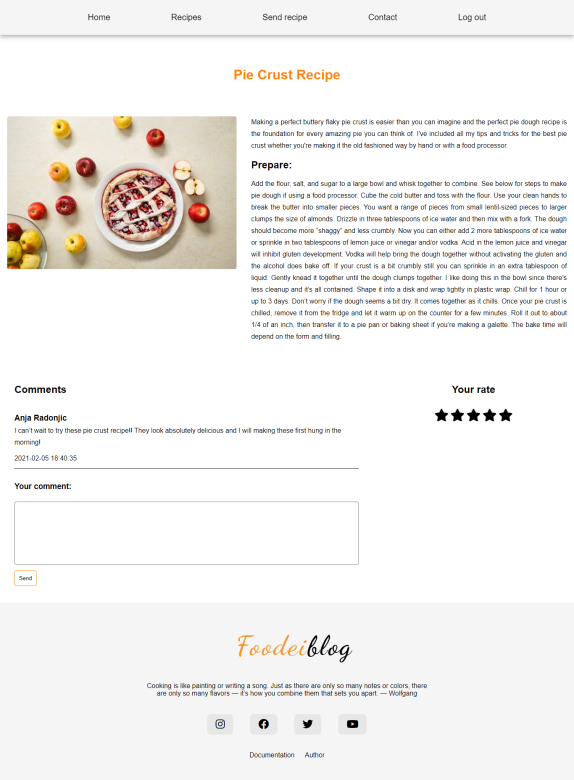 Home Recipes Send recipe Contact Log out
Pie Crust Recipe
Making a perfect buttery flaky pie crust is easier than you can imagine and the perfect pie dough recipe is
the foundation for every amazing pie you can think of. I've included all my tips and tricks for the best pie
crust whether you're making it the old fashioned way by hand or with a food processor.
Prepare:
Add the flour, salt, and sugar to a large bowl and whisk together to combine. See below for steps to make
pie dough if using a food processor. Cube the cold butter and toss with the flour. Use your clean hands to
break the butter into smaller pieces. You want a range of pieces from small lentil-sized pieces to larger
clumps the size of almonds. Drizzle in three tablespoons of ice water and then mix with a fork. The dough
should become more “shaggy” and less crumbly. Now you can either add 2 more tablespoons of ice water
or sprinkle in two tablespoons of lemon juice or vinegar and/or vodka. Acid in the lemon juice and vinegar
will inhibit gluten development. Vodka will help bring the dough together without activating the gluten and
the alcohol does bake off. If your crust is a bit crumbly still you can sprinkle in an extra tablespoon of
liquid. Gently knead it together until the dough clumps together. I like doing this in the bowl since there's
less cleanup and it's all contained. Shape it into a disk and wrap tightly in plastic wrap. Chill for 1 hour or
up to 3 days. Don't worry if the dough seems a bit dry. It comes together as it chills. Once your pie crust is
chilled, remove it from the fridge and let it warm up on the counter for a few minutes. Roll it out to about
1/4 of an inch, then transfer it to a pie pan or baking sheet if you're making a galette. The bake time will
depend on the form and filling.
Comments
Your rate
Anja Radonjic
I can't wait to try these pie crust recipe!! They look absolutely delicious and I will making these first hung in the
morning!
2021-02-05 18:40:35
Your comment:
Send
Foodeiblog
Cooking is like painting or writing a song. Just as there are only so many notes or colors, there
are only so many flavors — it's how you combine them that sets you apart. — Wolfgang
Documentation Author